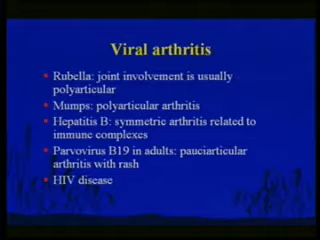 Viral arthritis
Rubella: joint involvement is usually
polyarticular
Mumps: polyarticular arthritis
Hepatitis B: symmetric arthritis related to
immune complexes
Parvovirus B19 in adults: pauciarticular
arthritis with rash
HIV disease